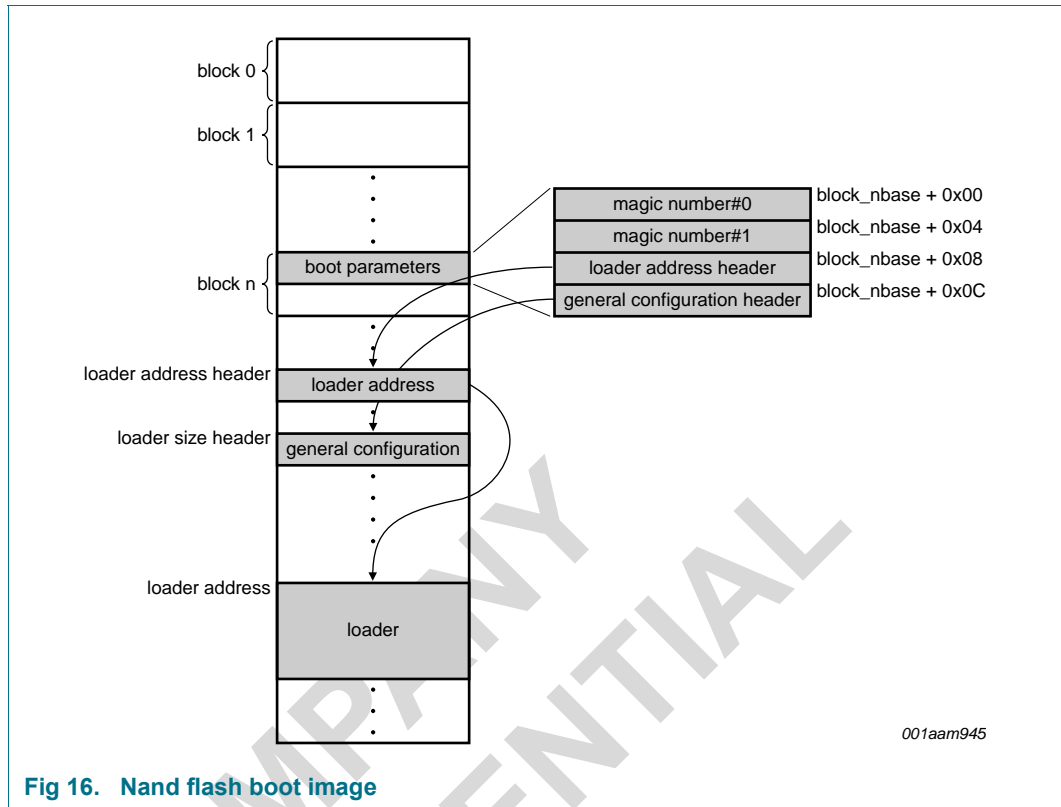 block 0
block 1
magic number#0 block_nbase + 0x00
magic number#1 block_nbase + 0x04
boot parameters loader address header block_nbase + 0x08
block n general configuration header block_nbase + 0x0C
loader address header loader address
loader size header general configuration
loader address
loader
MPANY
ENTIAL
001aam945
Fig 16. Nand flash boot image